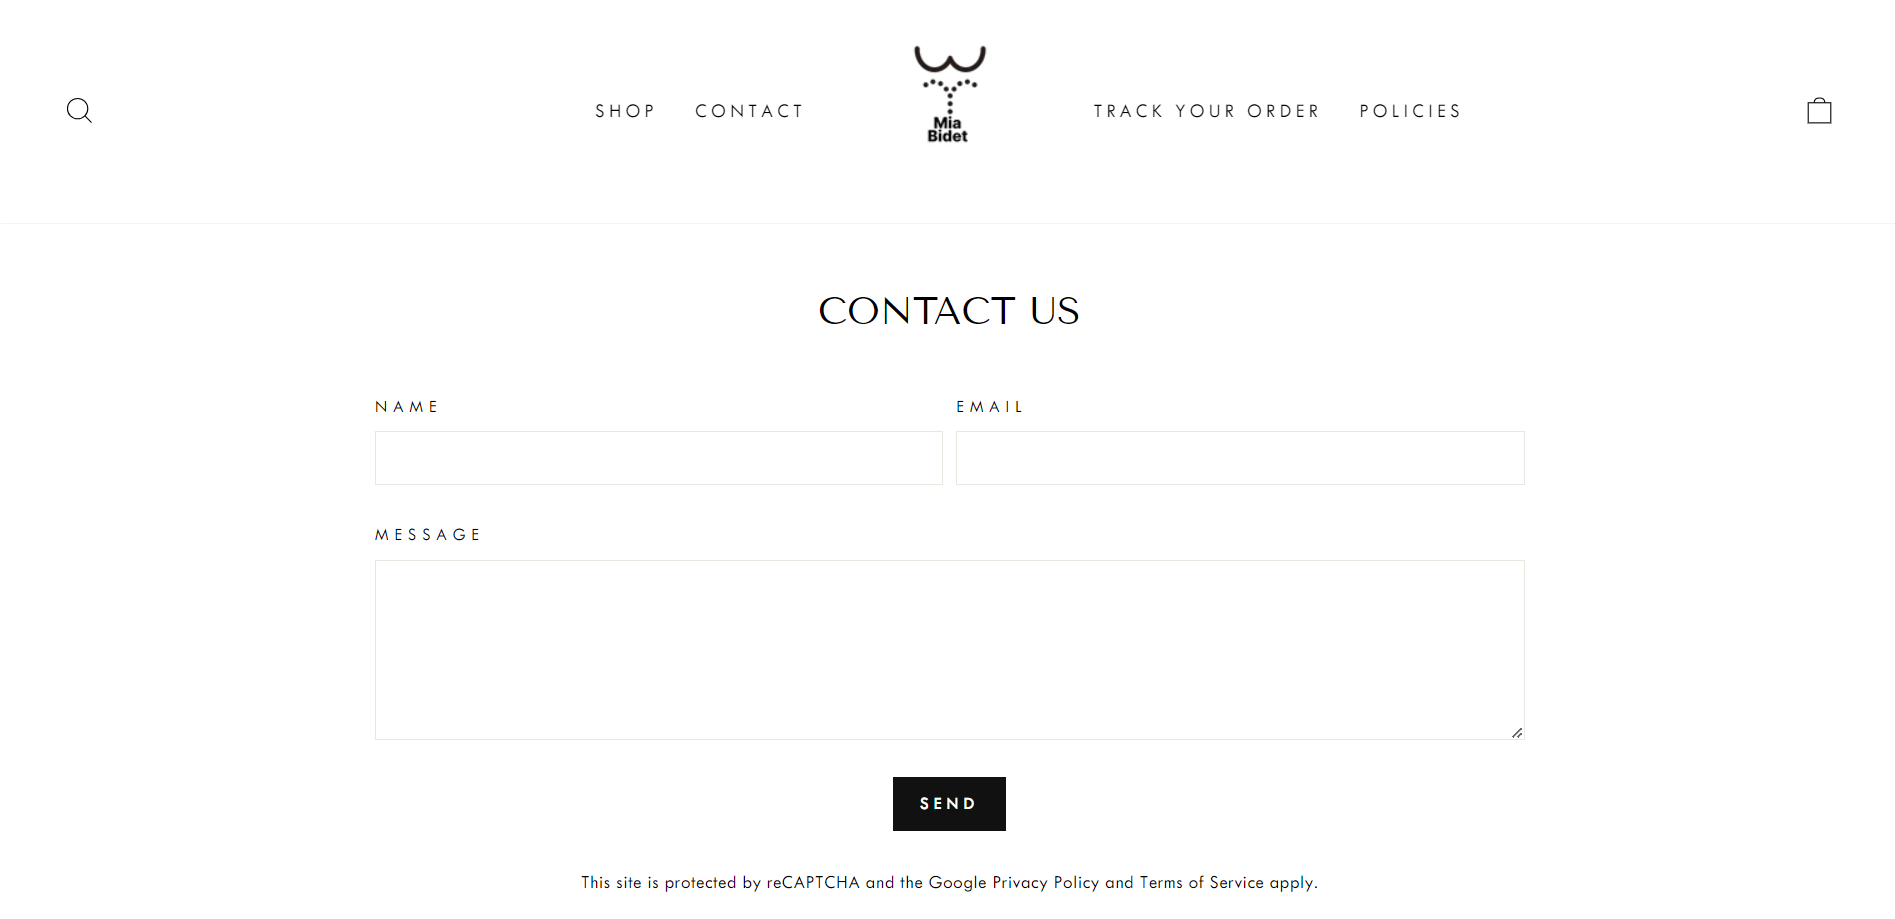 SHOP CONTACT
Mia
Bidet
TRACK YOUR ORDER POLICIES
CONTACT US
NAME
EMAIL
MESSAGE
SEND
This site is protected by reCAPTCHA and the Google Privacy Policy and Terms of Service apply.